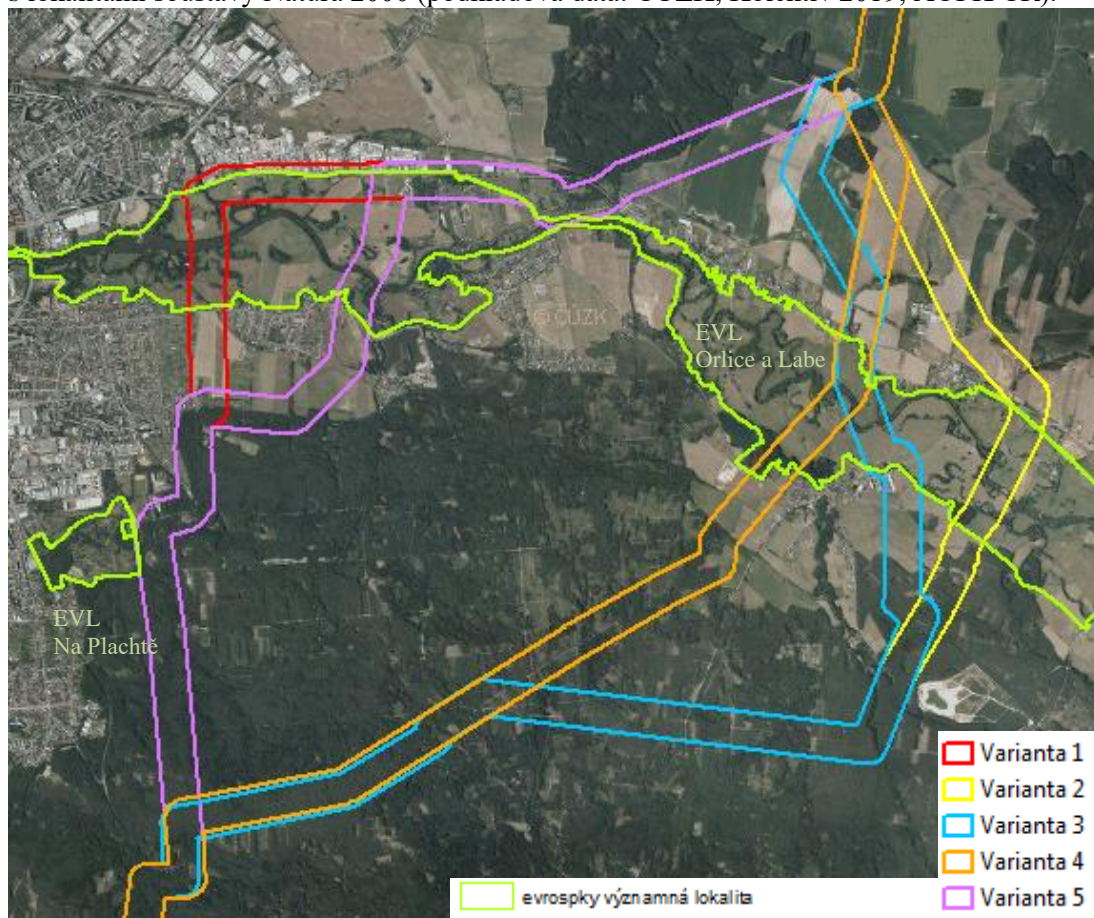 EVL
Orlice a Labe
© ČÚZK
EVL
Na Plachtě
Varianta 1
Varianta 2
Varianta 3
Varianta 4
Varianta 5
evrospky významná lokalita